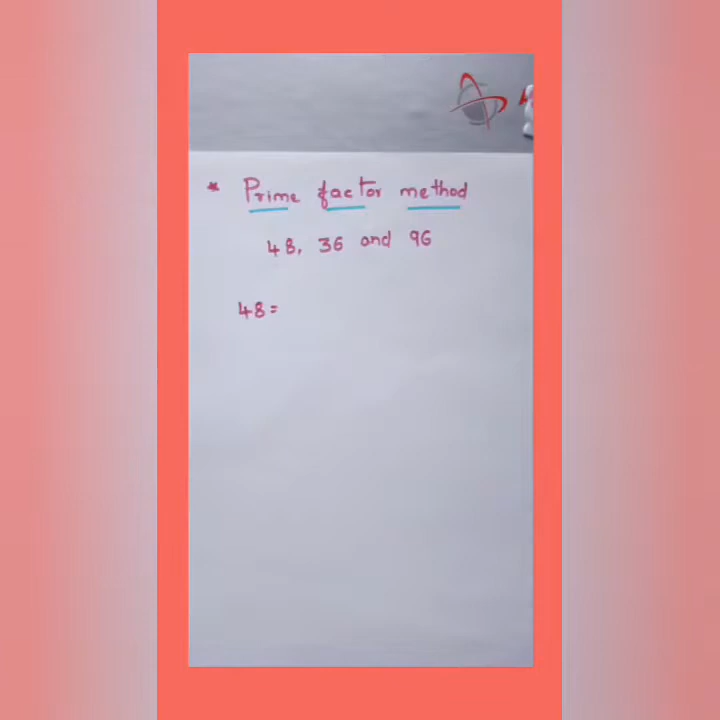 * Prime factor method
48, 36 and 96
48 =